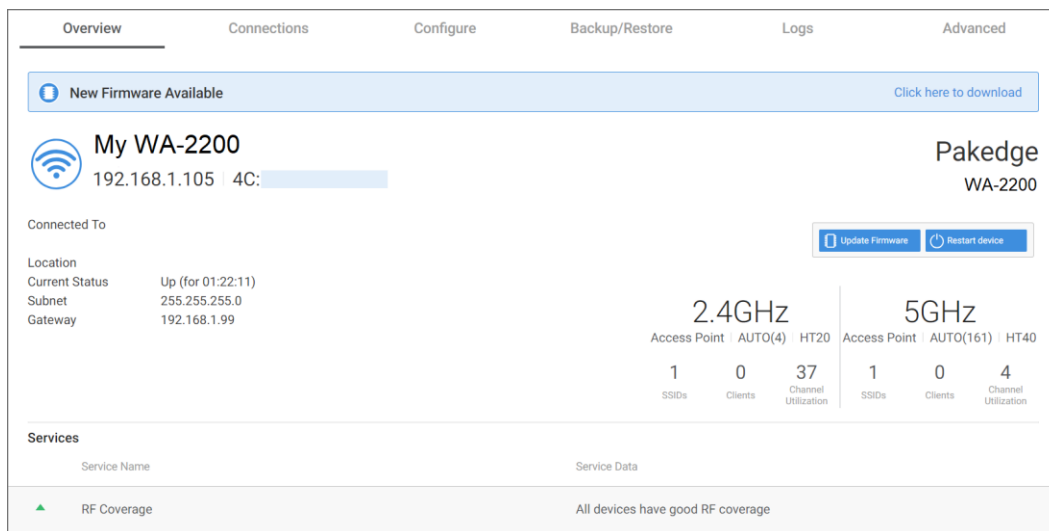 Overview Connections Configure Backup/Restore Logs Advanced
New Firmware Available Click here to download
My WA-2200
192.168.1.105 4C:
Pakedge
WA-2200
Connected To
Update Firmware Restart device
Location
Current Status Up (for 01:22:11)
Subnet 255.255.255.0
Gateway 192.168.1.99
2.4GHz
Access Point AUTO(4) HT20
1 0 37
SSIDs Clients Channel
Utilization
5GHz
Access Point AUTO(161) HT40
1 0 4
SSIDs Clients Channel
Utilization
Services
Service Name Service Data
RF Coverage All devices have good RF coverage